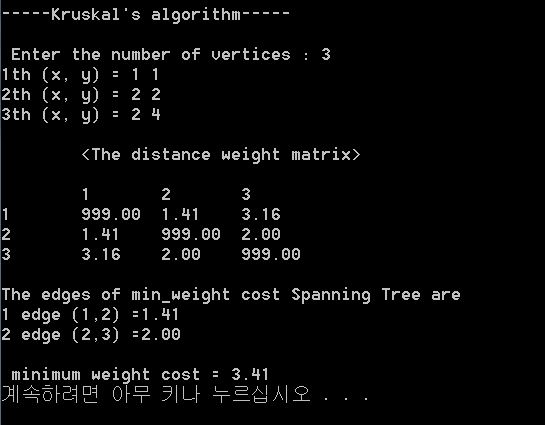 -----Kruskal's algorithm-----
Enter the number of vertices : 3
1th (x, y) = 1 1
2th (x, y) = 2 2
3th (x, y) = 2 4
<The distance weight matrix>
1 2 3
1 999.00 1.41 3.16
2 1.41 999.00 2.00
3 3.16 2.00 999.00
The edges of min_weight cost Spanning Tree are
1 edge (1,2) =1.41
2 edge (2,3) =2.00
minimum weight cost = 3.41
계속하려면 아무 키나 누르십시오 . . .